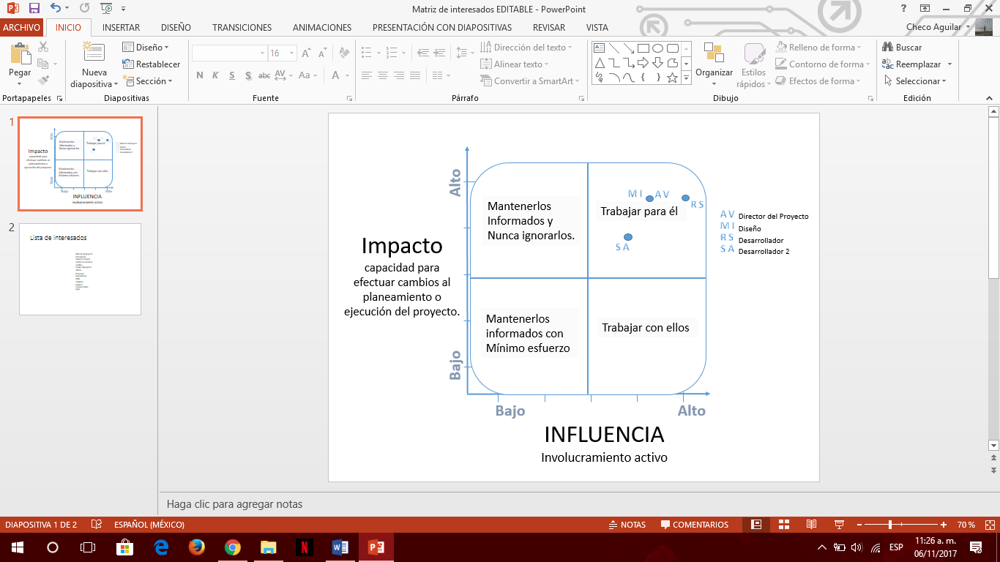 Matriz de interesados EDITABLE - PowerPoint
ARCHIVO INICIO INSERTAR DISEÑO TRANSICIONES ANIMACIONES PRESENTACIÓN CON DIAPOSITIVAS REVISAR VISTA Checo Aguilar
Pegar
Nueva diapositiva
Diseño
Restablecer
Sección
16
N K S S abc AV Aa A
Dirección del texto
Alinear texto
Convertir a SmartArt
Organizar
Estilos rápidos
Relleno de forma
Contorno de forma
Efectos de forma
Buscar
Reemplazar
Seleccionar
Portapapeles Diapositivas Fuente Párrafo Dibujo Edición
1
Impacto
capacidad para
efectuar cambios al
planeamiento o
ejecución del proyecto.
Alto
Bajo
Mantenerlos
Informados y
Nunca ignorarlos.
Trabajar para él
Mantenerlos
informados con
Mínimo esfuerzo
Trabajar con ellos
Bajo Alto
INFLUENCIA
Involucramiento activo
2
Lista de interesados
Alto
Bajo
Impacto
capacidad para
efectuar cambios al
planeamiento o
ejecución del proyecto.
Mantenerlos
Informados y
Nunca ignorarlos.
M I A V
R S
Trabajar para él
S A
Mantenerlos
informados con
Mínimo esfuerzo
Trabajar con ellos
A V Director del Proyecto
M I Diseño
R S Desarrollador
S A Desarrollador 2
Bajo Alto
INFLUENCIA
Involucramiento activo
Haga clic para agregar notas
DIAPOSITIVA 1 DE 2 ESPAÑOL (MÉXICO) NOTAS COMENTARIOS 70 %
ESP
11:26 a. m.
06/11/2017